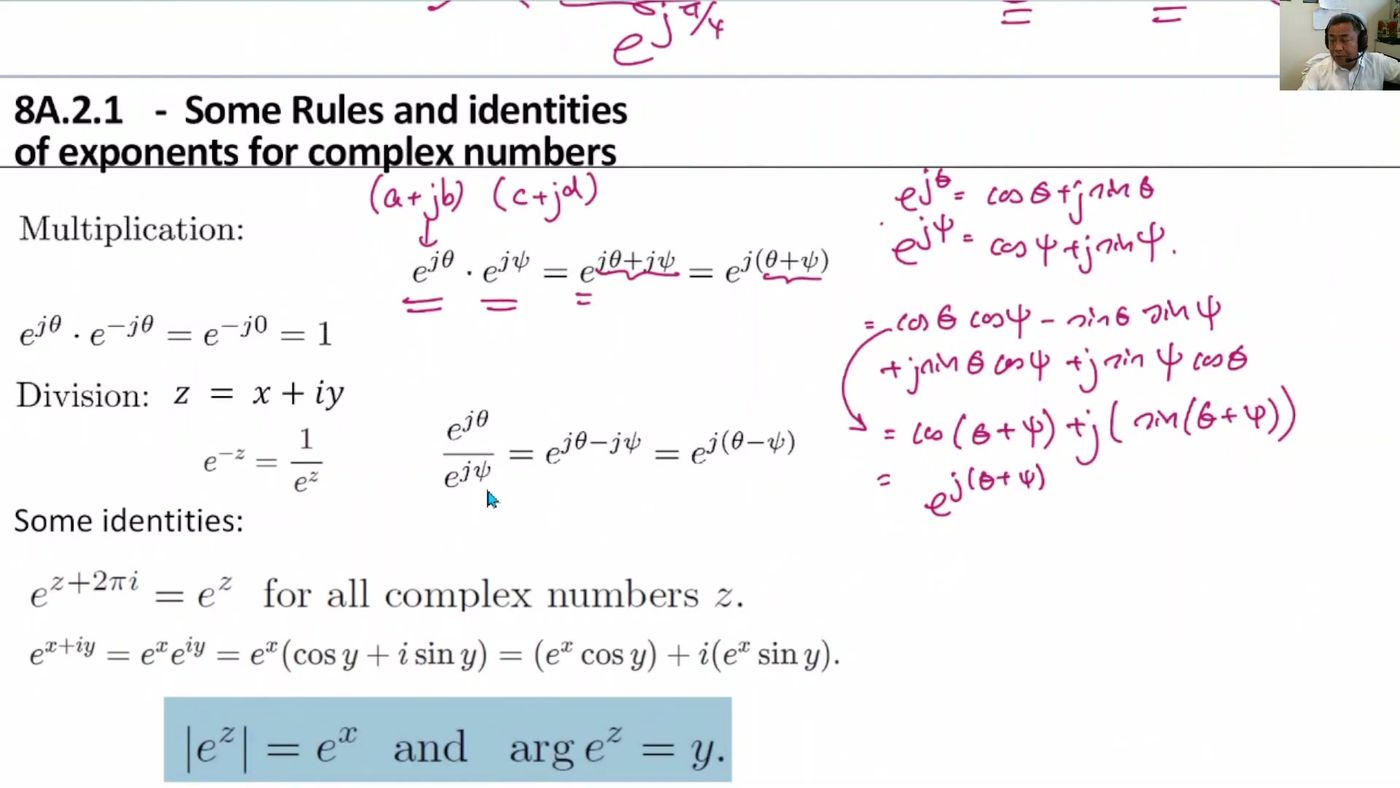 e^{jπ/4}
8A.2.1 - Some Rules and identities
of exponents for complex numbers
(a+jb) (c+jd)
Multiplication:
e^{jθ} · e^{jψ} = e^{jθ+jψ} = e^{j(θ+ψ)}
e^{jθ} = cos θ + j sin θ
e^{jψ} = cos ψ + j sin ψ.
= cos θ cos ψ - sin θ sin ψ
+ j sin θ cos ψ + j sin ψ cos θ
= cos (θ+ψ) + j( sin(θ+ψ))
= e^{j(θ+ψ)}
e^{jθ} · e^{-jθ} = e^{-j0} = 1
Division: z = x + iy
e^{-z} = 1/e^{z}
e^{jθ}/e^{jψ} = e^{jθ-jψ} = e^{j(θ-ψ)}
Some identities:
e^{z+2πi} = e^{z} for all complex numbers z.
e^{x+iy} = e^{x}e^{iy} = e^{x}(cos y + i sin y) = (e^{x} cos y) + i(e^{x} sin y).
|e^{z}| = e^{x} and arg e^{z} = y.